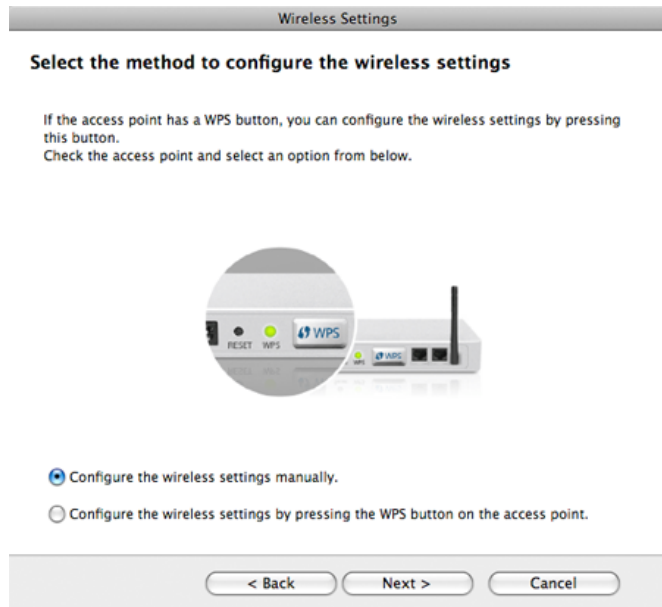 Wireless Settings
Select the method to configure the wireless settings
If the access point has a WPS button, you can configure the wireless settings by pressing
this button.
Check the access point and select an option from below.
RESET WPS WPS
WPS WPS
Configure the wireless settings manually.
Configure the wireless settings by pressing the WPS button on the access point.
< Back Next > Cancel